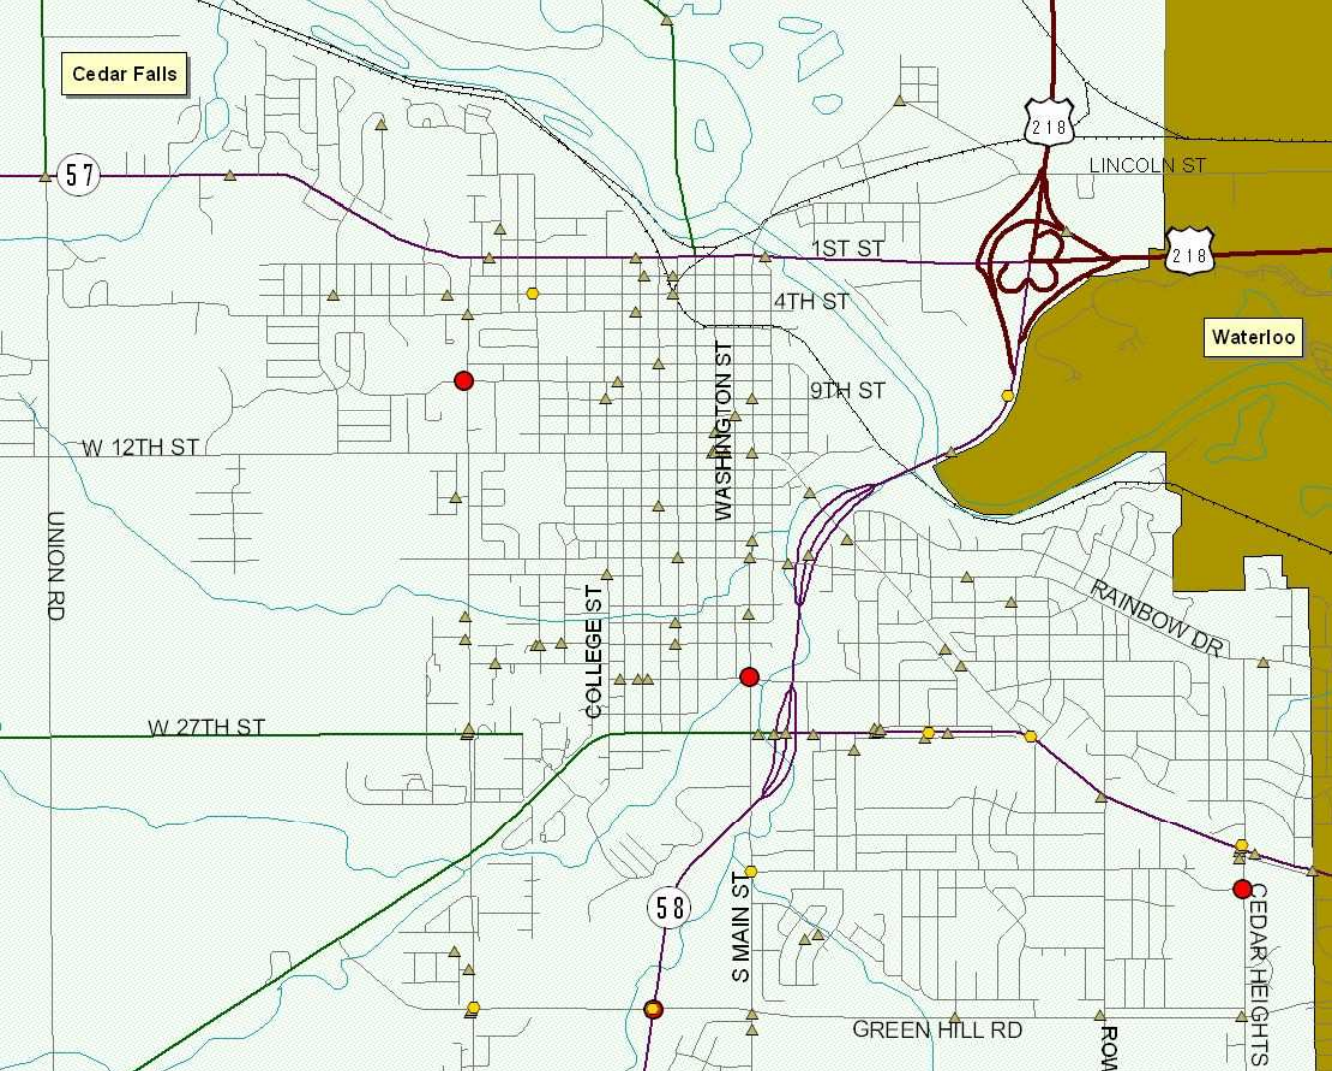 Cedar Falls
218
57
LINCOLN ST
1ST ST
218
4TH ST
Waterloo
WASHINGTON ST
9TH ST
W 12TH ST
UNION RD
COLLEGE ST
RAINBOW DR
W 27TH ST
58
S MAIN ST
CEDAR HEIGHTS
GREEN HILL RD
ROW